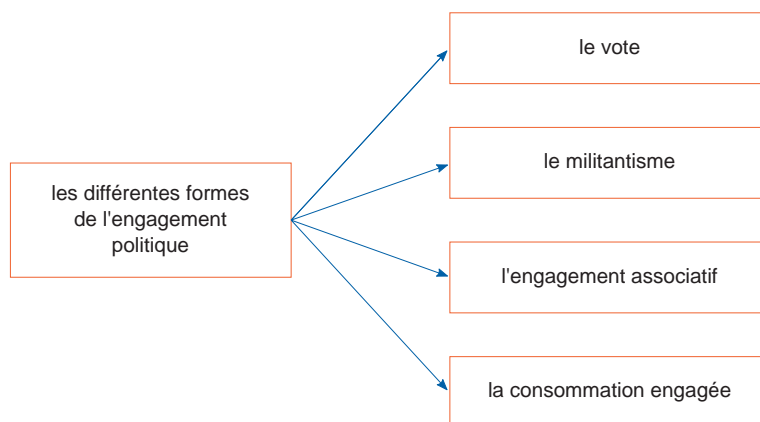 les différentes formes
de l'engagement
politique
le vote
le militantisme
l'engagement associatif
la consommation engagée